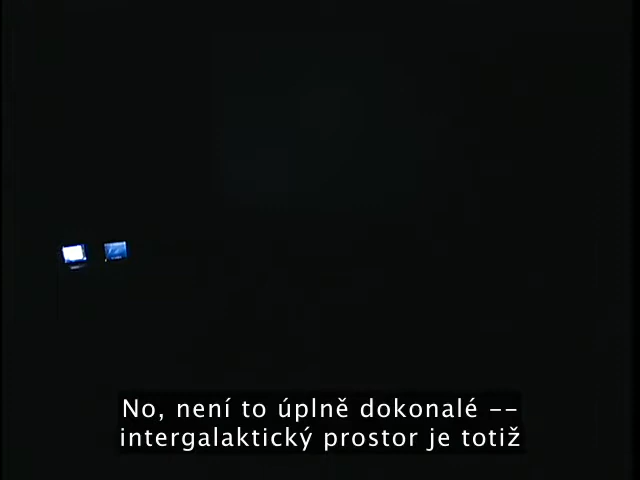 No, není to úplně dokonalé --
intergalaktický prostor je totiž